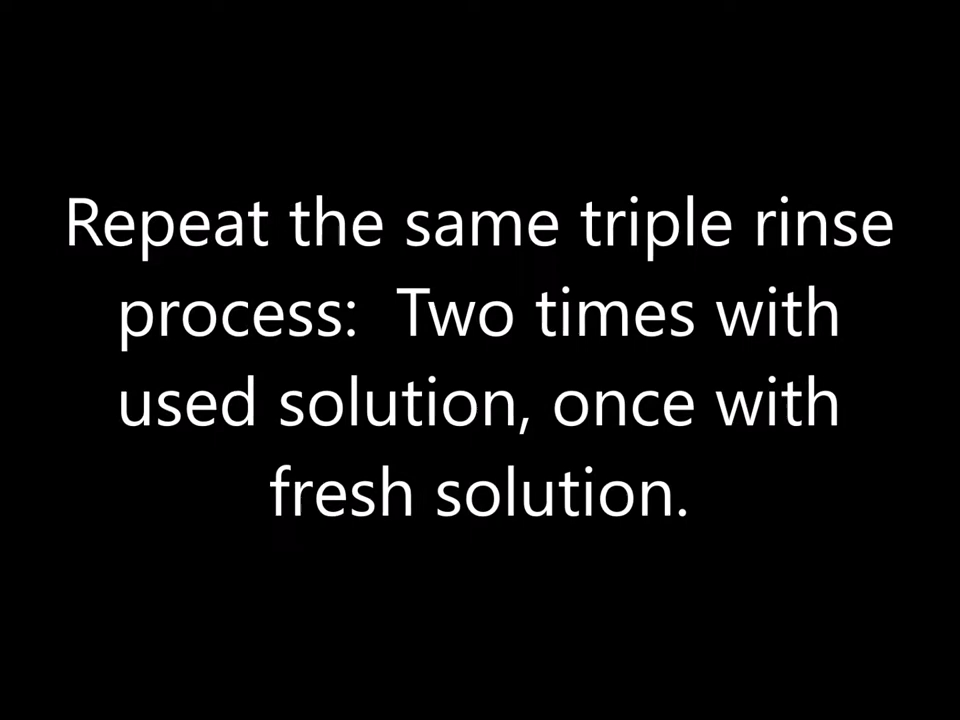 Repeat the same triple rinse
process:  Two times with
used solution, once with
fresh solution.